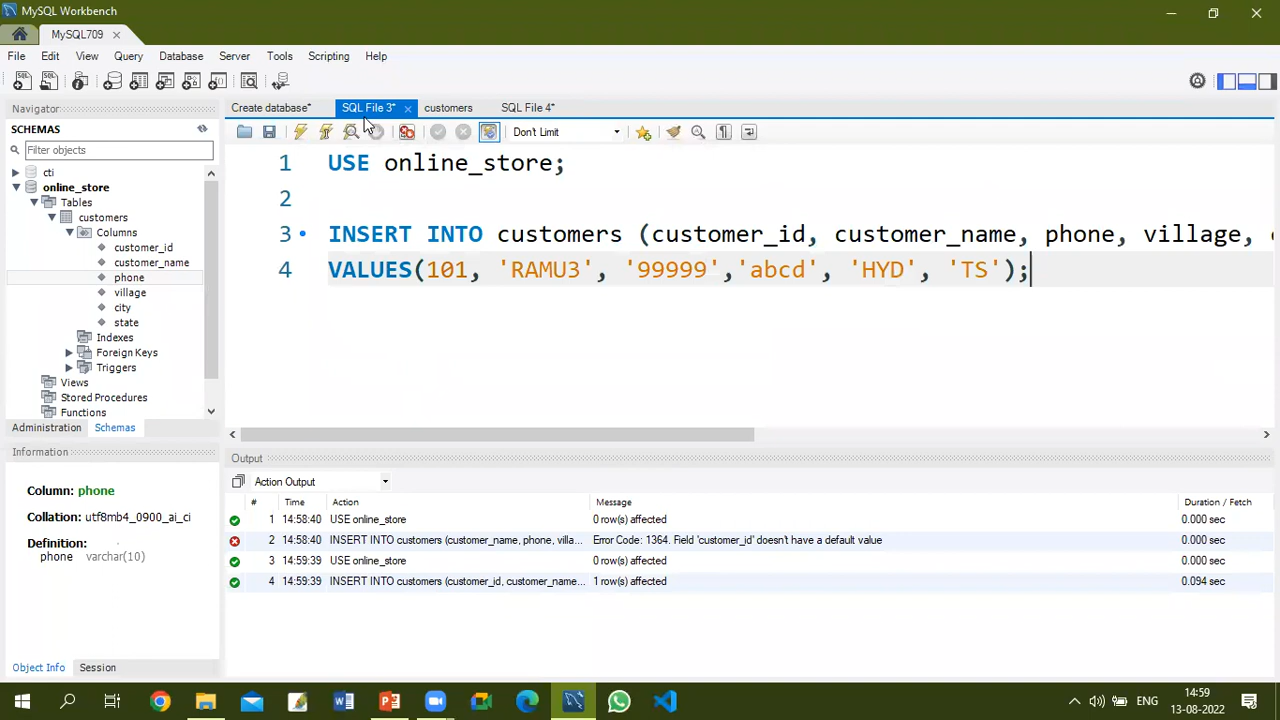 MySQL Workbench
MySQL709
File Edit View Query Database Server Tools Scripting Help
Navigator
SCHEMAS
Filter objects
cti
online_store
Tables
customers
Columns
customer_id
customer_name
phone
village
city
state
Indexes
Foreign Keys
Triggers
Views
Stored Procedures
Functions
Administration Schemas
Information
Column: phone
Collation: utf8mb4_0900_ai_ci
Definition:
phone varchar(10)
Object Info Session
Create database* SQL File 3* customers SQL File 4*
Don't Limit
1 USE online_store;
2
3 INSERT INTO customers (customer_id, customer_name, phone, village,
4 VALUES(101, 'RAMU3', '99999','abcd', 'HYD', 'TS');
Output
Action Output
# Time Action Message Duration / Fetch
1 14:58:40 USE online_store 0 row(s) affected 0.000 sec
2 14:58:40 INSERT INTO customers (customer_name, phone, villa... Error Code: 1364. Field 'customer_id' doesn't have a default value 0.000 sec
3 14:59:39 USE online_store 0 row(s) affected 0.000 sec
4 14:59:39 INSERT INTO customers (customer_id, customer_name... 1 row(s) affected 0.094 sec
ENG
14:59
13-08-2022